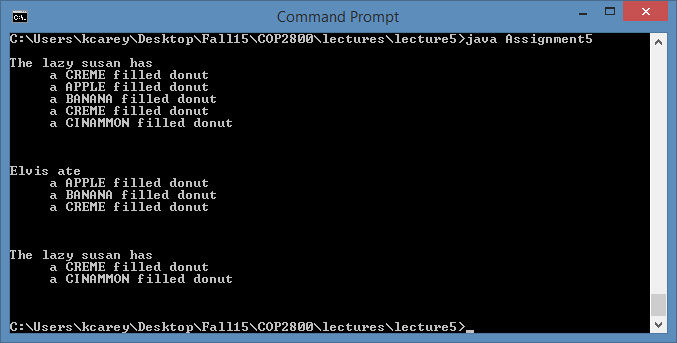 Command Prompt
C:\Users\kcarey\Desktop\Fall15\COP2800\lectures\lecture5>java Assignment5
The lazy susan has
a CREME filled donut
a APPLE filled donut
a BANANA filled donut
a CREME filled donut
a CINAMMON filled donut
Elvis ate
a APPLE filled donut
a BANANA filled donut
a CREME filled donut
The lazy susan has
a CREME filled donut
a CINAMMON filled donut
C:\Users\kcarey\Desktop\Fall15\COP2800\lectures\lecture5>_